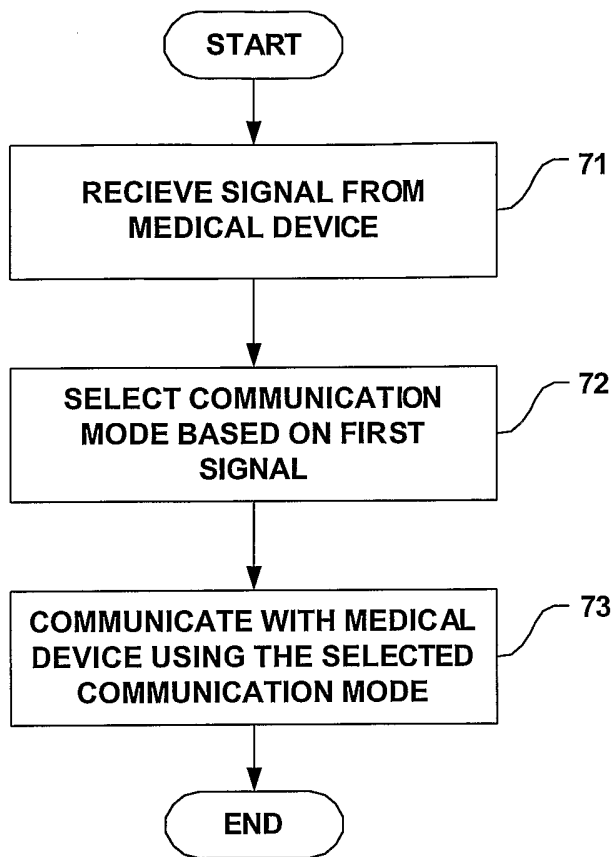 START
RECIEVE SIGNAL FROM
MEDICAL DEVICE
71
SELECT COMMUNICATION
MODE BASED ON FIRST
SIGNAL
72
COMMUNICATE WITH MEDICAL
DEVICE USING THE SELECTED
COMMUNICATION MODE
73
END